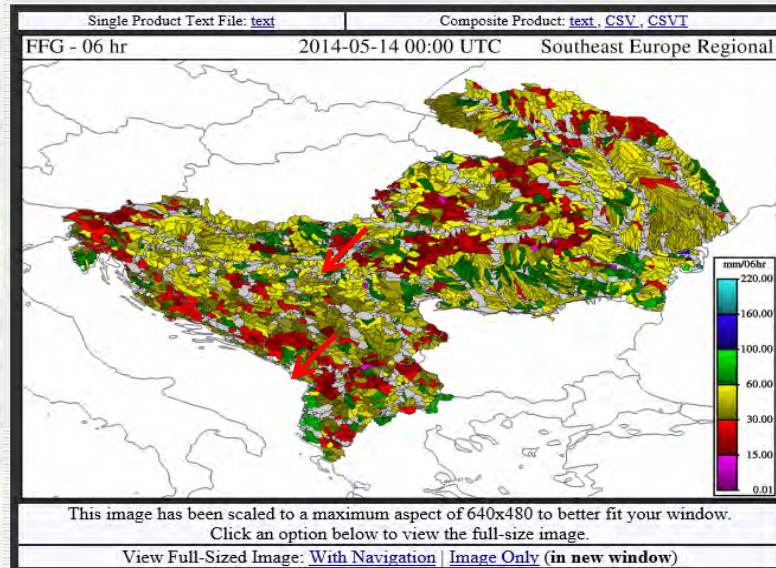 Single Product Text File: text
Composite Product: text , CSV , CSVT
FFG - 06 hr
2014-05-14 00:00 UTC
Southeast Europe Regional
mm/06hr
220.00
160.00
100.00
60.00
30.00
15.00
0.01
This image has been scaled to a maximum aspect of 640x480 to better fit your window.
Click an option below to view the full-size image.
View Full-Sized Image: With Navigation | Image Only (in new window)